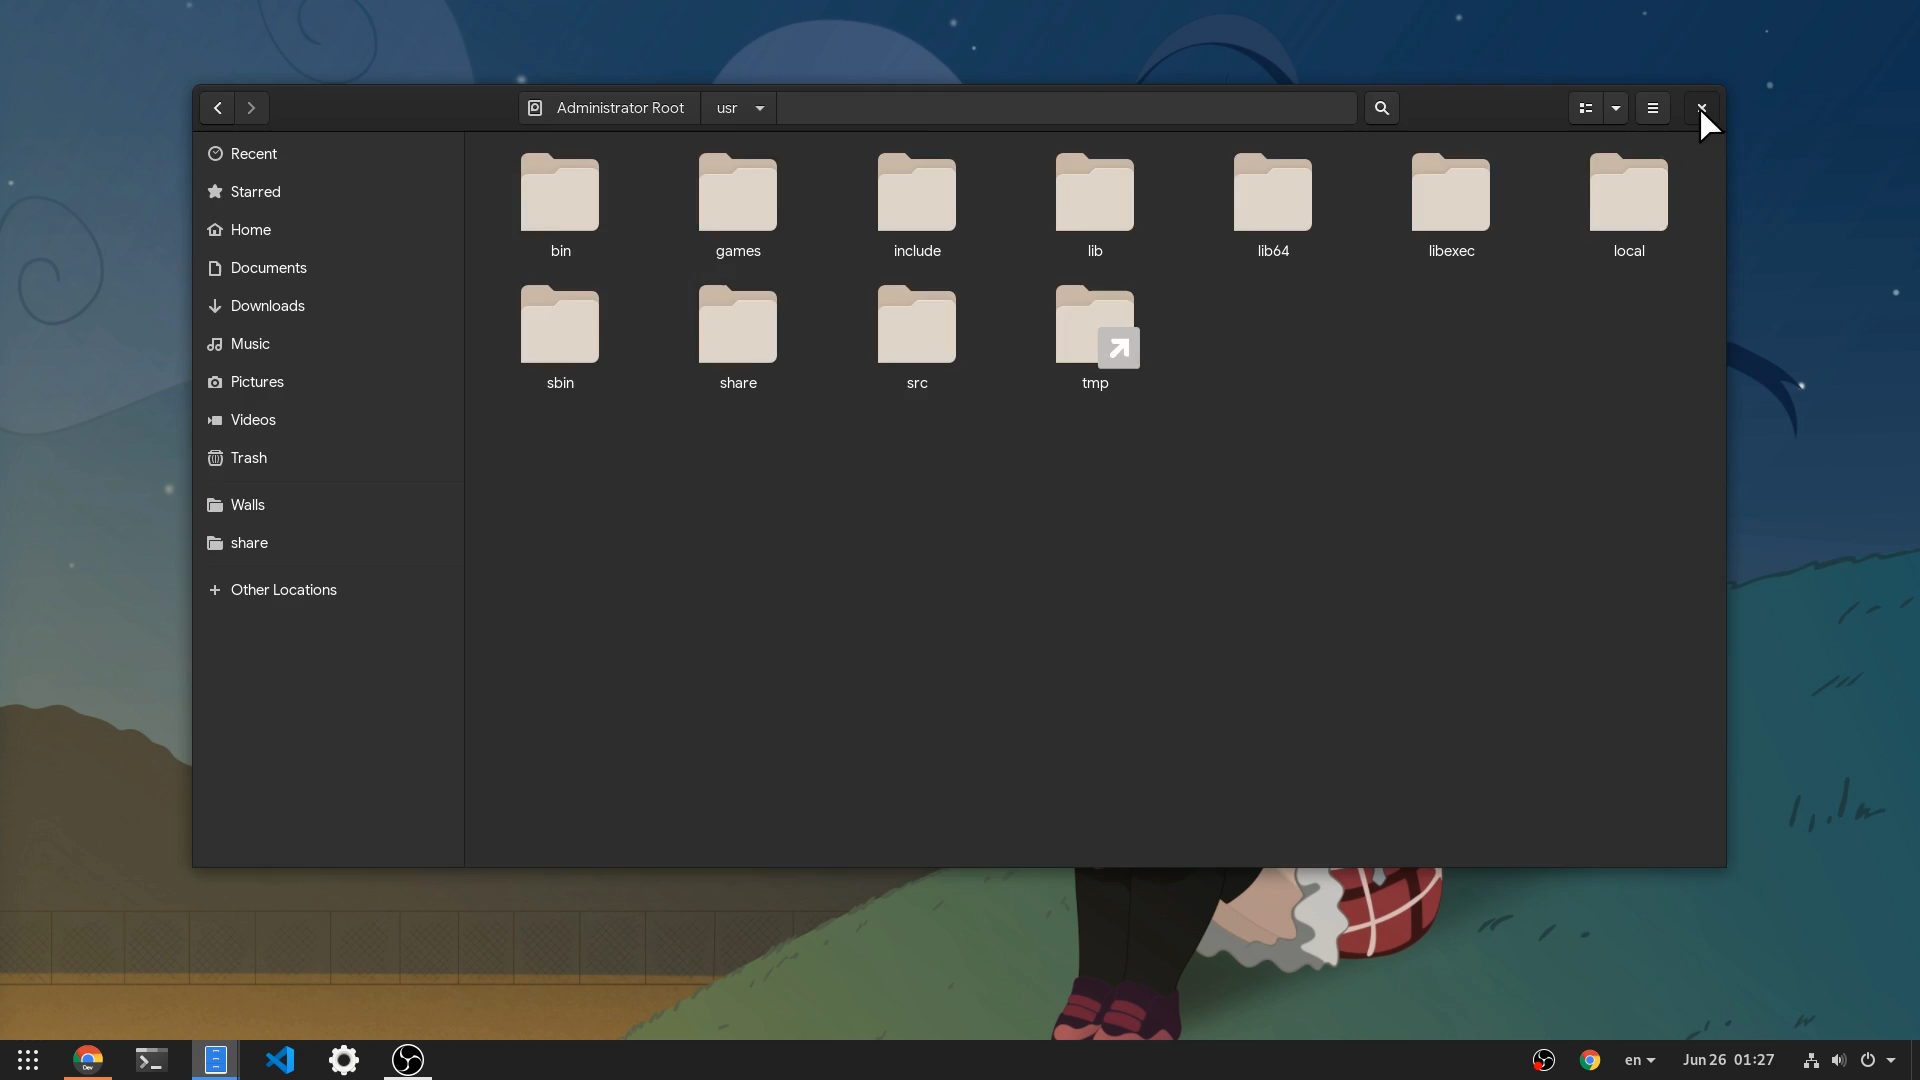 Administrator Root usr
Recent
Starred
Home
Documents
Downloads
Music
Pictures
Videos
Trash
Walls
share
Other Locations
bin games include lib lib64 libexec local
sbin share src tmp
Dev
en Jun 26 01:27